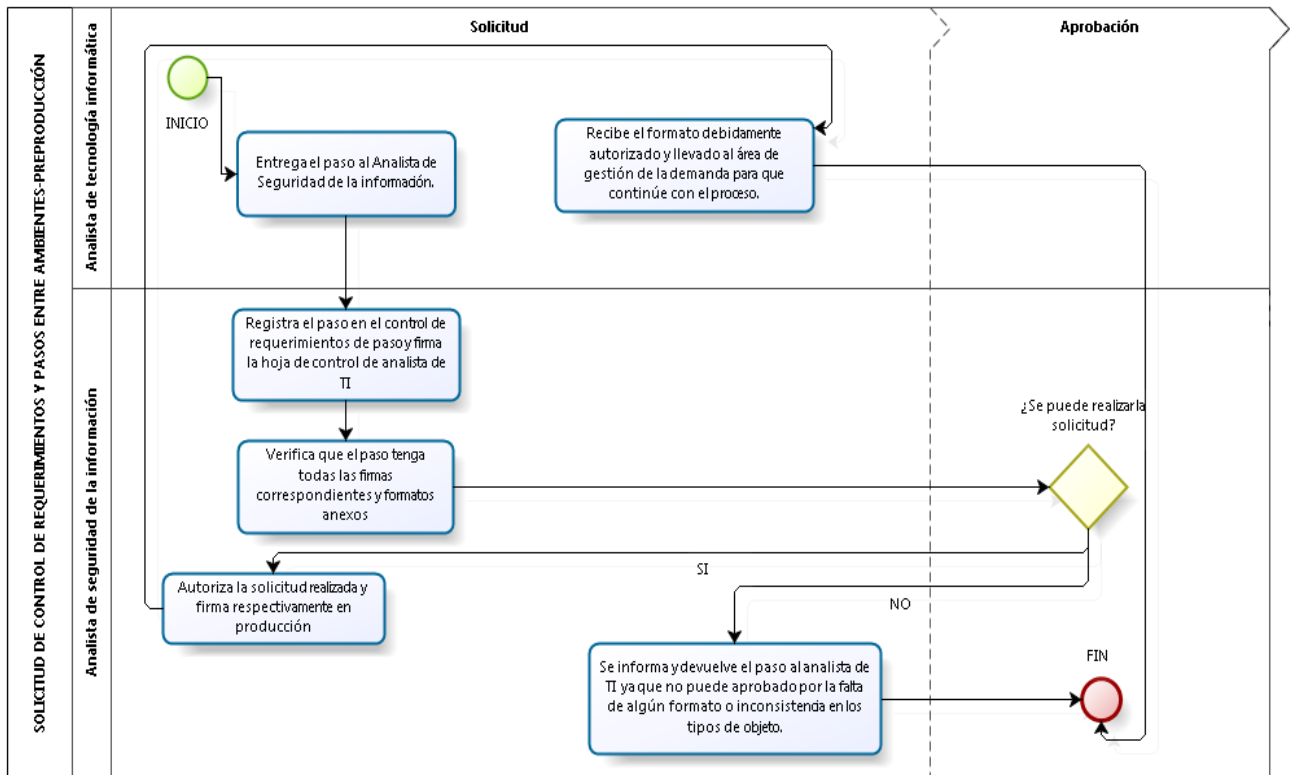 SOLICITUD DE CONTROL DE REQUERIMIENTOS Y PASOS ENTRE AMBIENTES-PREPRODUCCIÓN
Solicitud
Aprobación
Analista de tecnología informática
INICIO
Entrega el paso al Analista de
Seguridad de la información.
Recibe el formato debidamente
autorizado y llevado al área de
gestión de la demanda para que
continúe con el proceso.
Analista de seguridad de la información
Registra el paso en el control de
requerimientos de paso y firma
la hoja de control de analista de
TI
Verifica que el paso tenga
todas las firmas
correspondientes y formatos
anexos
¿Se puede realizar la
solicitud?
SI
NO
Autoriza la solicitud realizada y
firma respectivamente en
producción
Se informa y devuelve el paso al analista de
TI ya que no puede aprobado por la falta
de algún formato o inconsistencia en los
tipos de objeto.
FIN